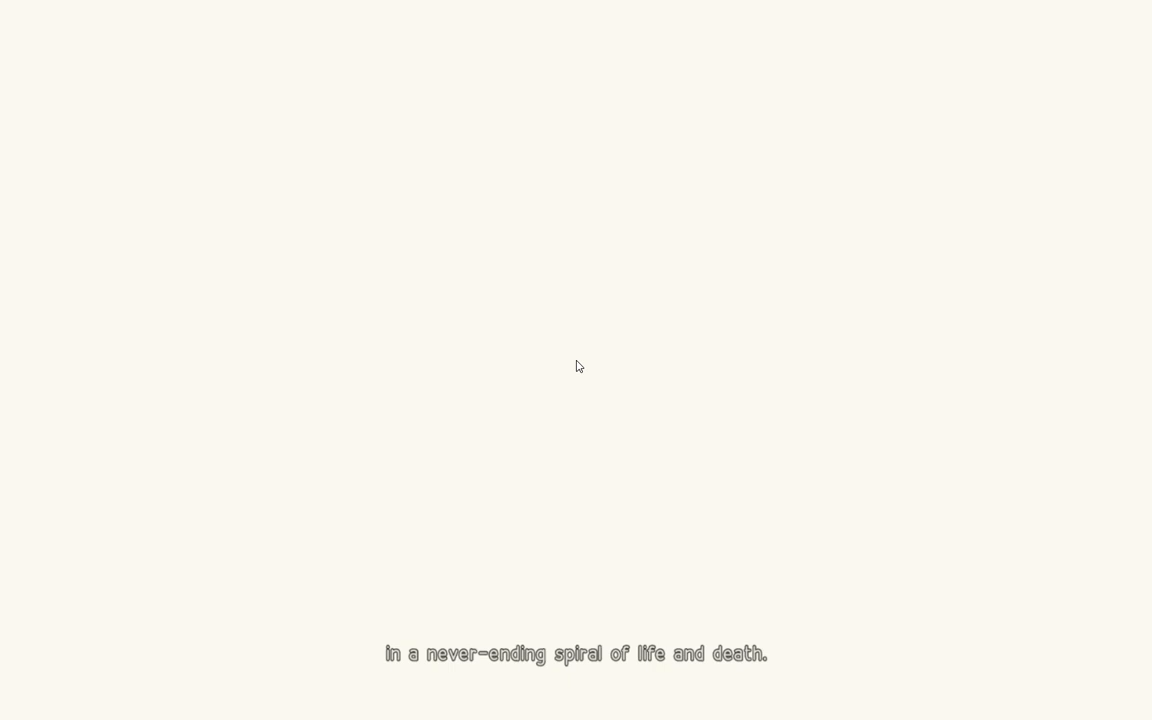 in a never-ending spiral of life and death.